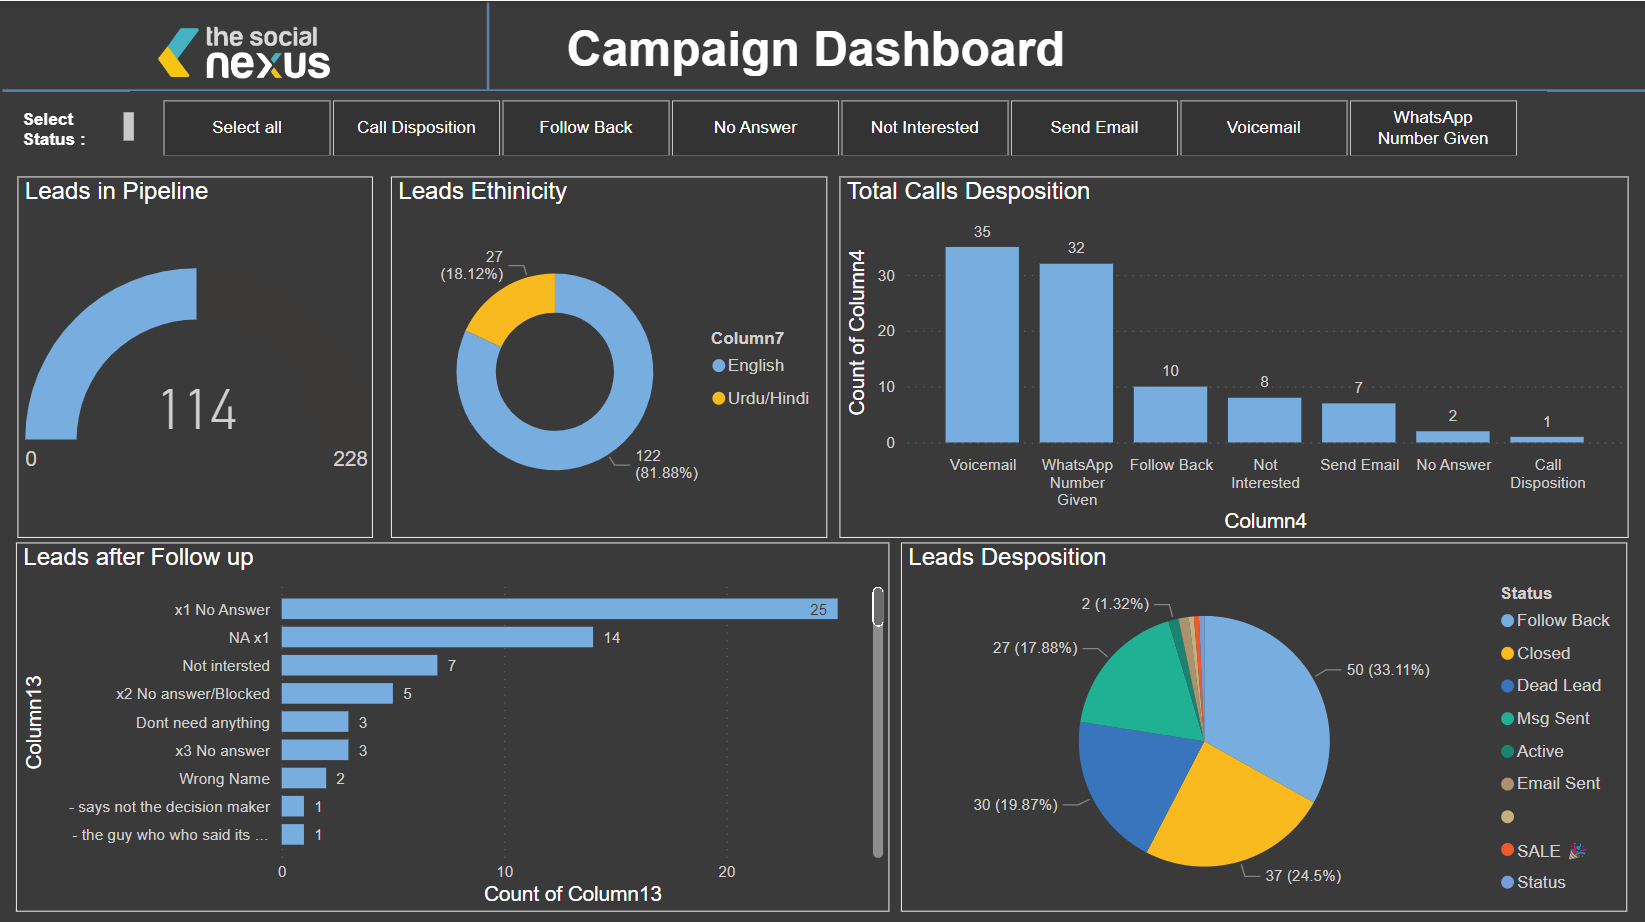 the social
nexus
Campaign Dashboard
Select
Status :
Select all
Call Disposition
Follow Back
No Answer
Not Interested
Send Email
Voicemail
WhatsApp
Number Given
Leads in Pipeline
114
0
228
Leads Ethinicity
27
(18.12%)
122
(81.88%)
Column7
English
Urdu/Hindi
Total Calls Desposition
Count of Column4
30
20
10
0
35
32
10
8
7
2
1
Voicemail
WhatsApp
Number
Given
Follow Back
Not
Interested
Send Email
No Answer
Call
Disposition
Column4
Leads after Follow up
Column13
x1 No Answer
25
NA x1
14
Not intersted
7
x2 No answer/Blocked
5
Dont need anything
3
x3 No answer
3
Wrong Name
2
- says not the decision maker
1
- the guy who who said its ...
1
0
10
20
Count of Column13
Leads Desposition
2 (1.32%)
27 (17.88%)
30 (19.87%)
37 (24.5%)
50 (33.11%)
Status
Follow Back
Closed
Dead Lead
Msg Sent
Active
Email Sent
SALE 🎉
Status